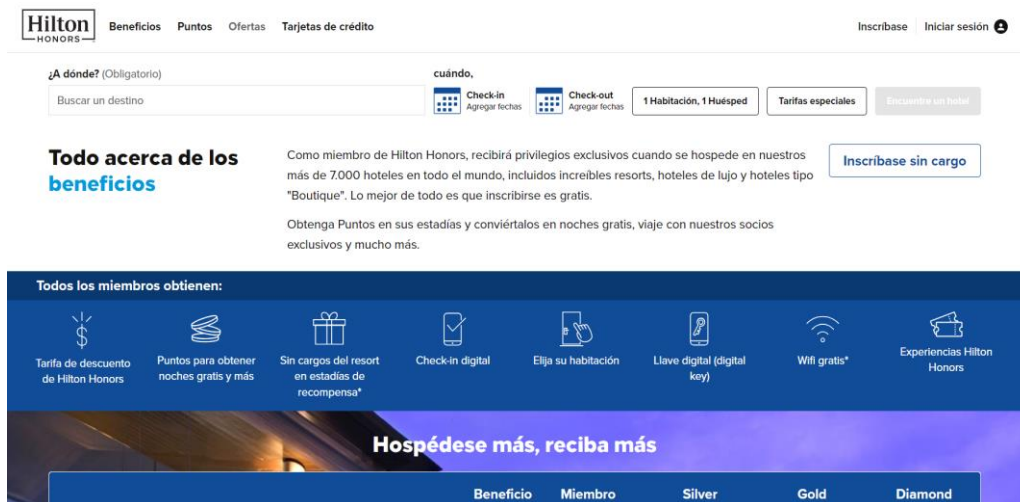 Hilton
HONORS
Beneficios Puntos Ofertas Tarjetas de crédito
Inscríbase Iniciar sesión
¿A dónde? (Obligatorio)
Buscar un destino
cuándo,
Check-in
Agregar fechas
Check-out
Agregar fechas
1 Habitación, 1 Huésped
Tarifas especiales
Encuentre un hotel
Todo acerca de los
beneficios
Como miembro de Hilton Honors, recibirá privilegios exclusivos cuando se hospede en nuestros
más de 7.000 hoteles en todo el mundo, incluidos increíbles resorts, hoteles de lujo y hoteles tipo
"Boutique". Lo mejor de todo es que inscribirse es gratis.
Obtenga Puntos en sus estadías y conviértalos en noches gratis, viaje con nuestros socios
exclusivos y mucho más.
Inscríbase sin cargo
Todos los miembros obtienen:
Tarifa de descuento
de Hilton Honors
Puntos para obtener
noches gratis y más
Sin cargos del resort
en estadías de
recompensa*
Check-in digital
Elija su habitación
Llave digital (digital
key)
Wifi gratis*
Experiencias Hilton
Honors
Hospédese más, reciba más
Beneficio Miembro Silver Gold Diamond